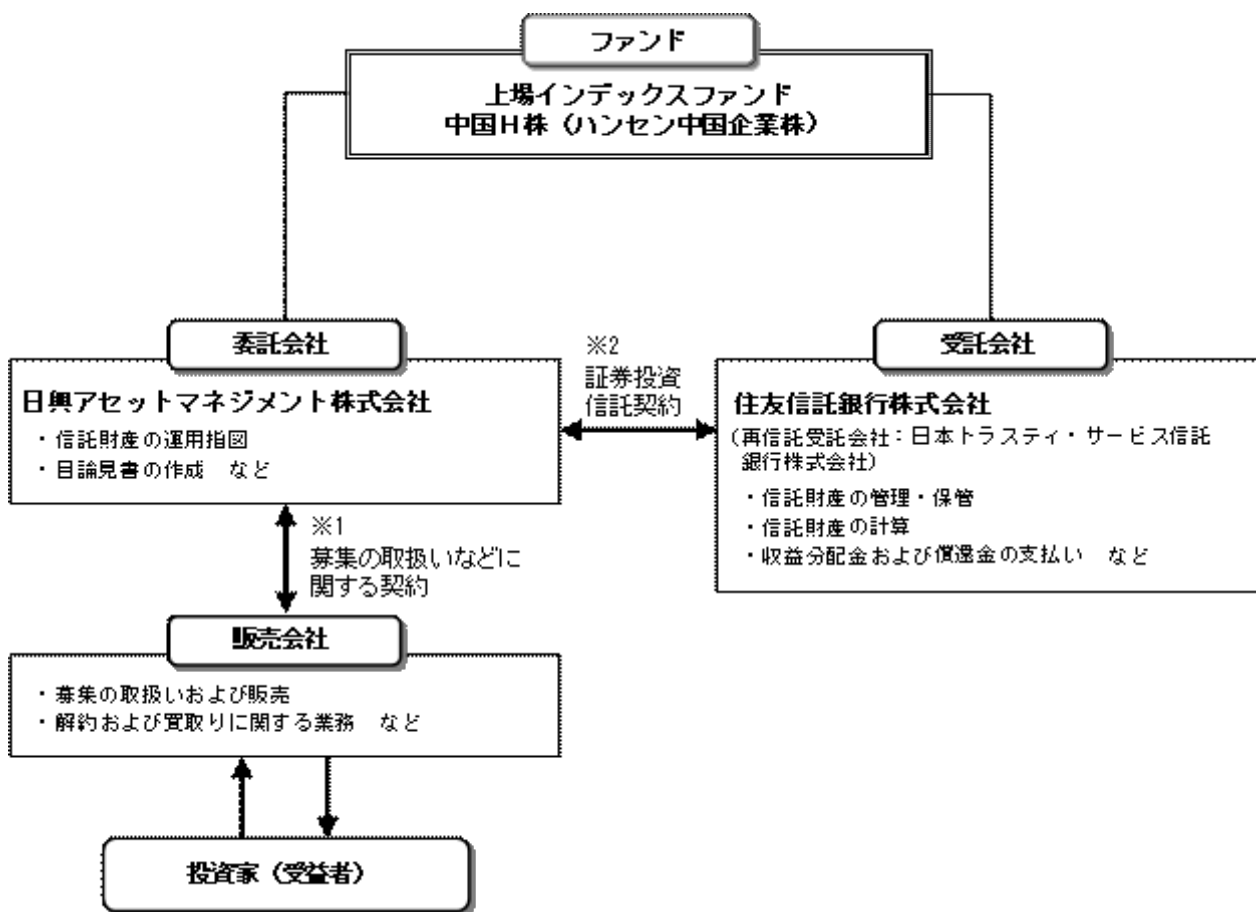 ファンド
上場インデックスファンド
中国H株（ハンセン中国企業株）
委託会社
日興アセットマネジメント株式会社
・信託財産の運用指図
・目論見書の作成　など
※2
証券投資
信託契約
受託会社
住友信託銀行株式会社
（再信託受託会社：日本トラスティ・サービス信託
銀行株式会社）
・信託財産の管理・保管
・信託財産の計算
・収益分配金および償還金の支払い　など
※1
募集の取扱いなどに
関する契約
販売会社
・募集の取扱いおよび販売
・解約および買取りに関する業務　など
投資家（受益者）